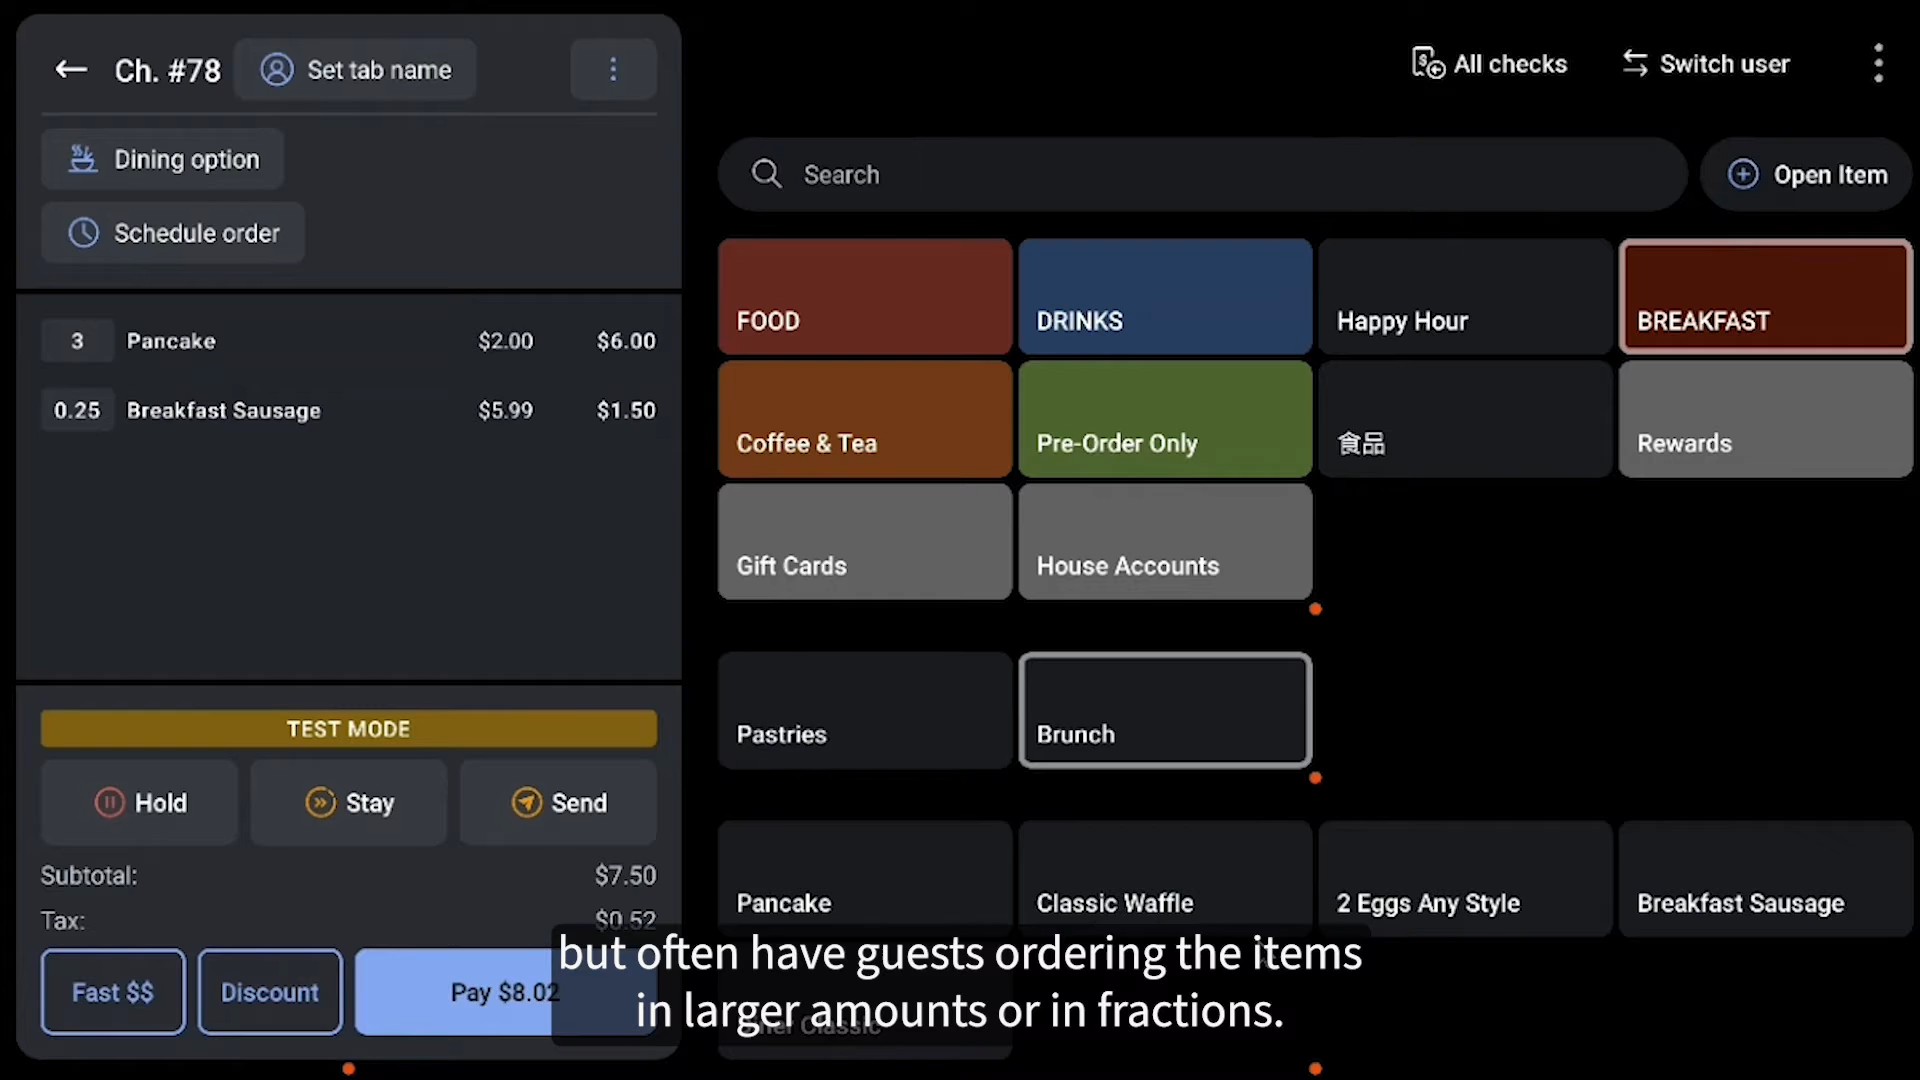 Ch. #78
Set tab name
All checks
Switch user
Dining option
Schedule order
Search
Open Item
3 Pancake $2.00 $6.00
0.25 Breakfast Sausage $5.99 $1.50
FOOD
DRINKS
Happy Hour
BREAKFAST
Coffee & Tea
Pre-Order Only
食品
Rewards
Gift Cards
House Accounts
Pastries
Brunch
Pancake
Classic Waffle
2 Eggs Any Style
Breakfast Sausage
TEST MODE
Hold
Stay
Send
Subtotal: $7.50
Tax: $0.52
Fast $$
Discount
Pay $8.02
but often have guests ordering the items
in larger amounts or in fractions.